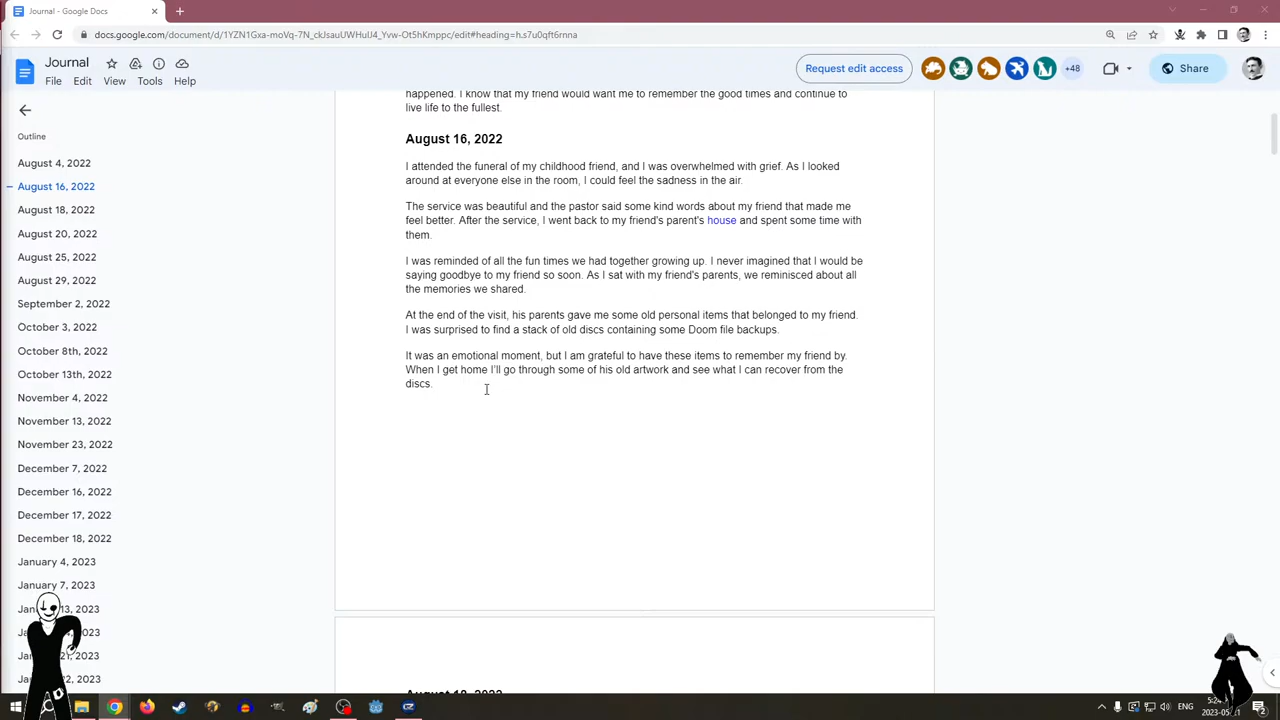 Journal - Google Docs
docs.google.com/document/d/1YZN1Gxa-moVq-7N_ckJsauUWHulJ4_Yvw-Ot5hKmppc/edit#heading=h.s7u0qft6rnna
Journal
File Edit View Tools Help
Request edit access
+48
Share
Outline
August 4, 2022
August 16, 2022
August 18, 2022
August 20, 2022
August 25, 2022
August 29, 2022
September 2, 2022
October 3, 2022
October 8th, 2022
October 13th, 2022
November 4, 2022
November 13, 2022
November 23, 2022
December 7, 2022
December 16, 2022
December 17, 2022
December 18, 2022
January 4, 2023
January 7, 2023
13, 2023
2023
2023
2023
happened. I know that my friend would want me to remember the good times and continue to
live life to the fullest.
August 16, 2022
I attended the funeral of my childhood friend, and I was overwhelmed with grief. As I looked
around at everyone else in the room, I could feel the sadness in the air.
The service was beautiful and the pastor said some kind words about my friend that made me
feel better. After the service, I went back to my friend's parent's house and spent some time with
them.
I was reminded of all the fun times we had together growing up. I never imagined that I would be
saying goodbye to my friend so soon. As I sat with my friend's parents, we reminisced about all
the memories we shared.
At the end of the visit, his parents gave me some old personal items that belonged to my friend.
I was surprised to find a stack of old discs containing some Doom file backups.
It was an emotional moment, but I am grateful to have these items to remember my friend by.
When I get home I'll go through some of his old artwork and see what I can recover from the
discs.
August 18, 2022
ENG